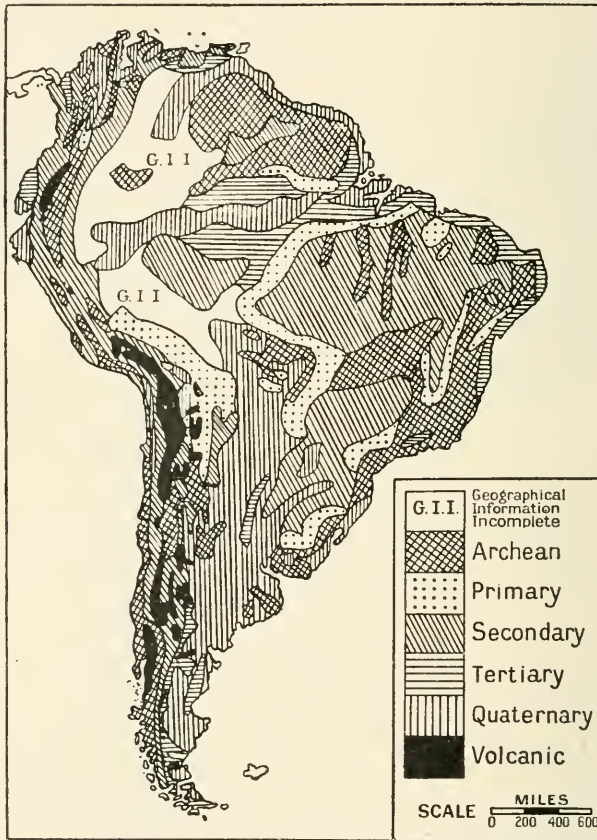 G. I I
G. I I
G. I. I.
Geographical
Information
Incomplete
Archean
Primary
Secondary
Tertiary
Quaternary
Volcanic
SCALE
MILES
0 200 400 600